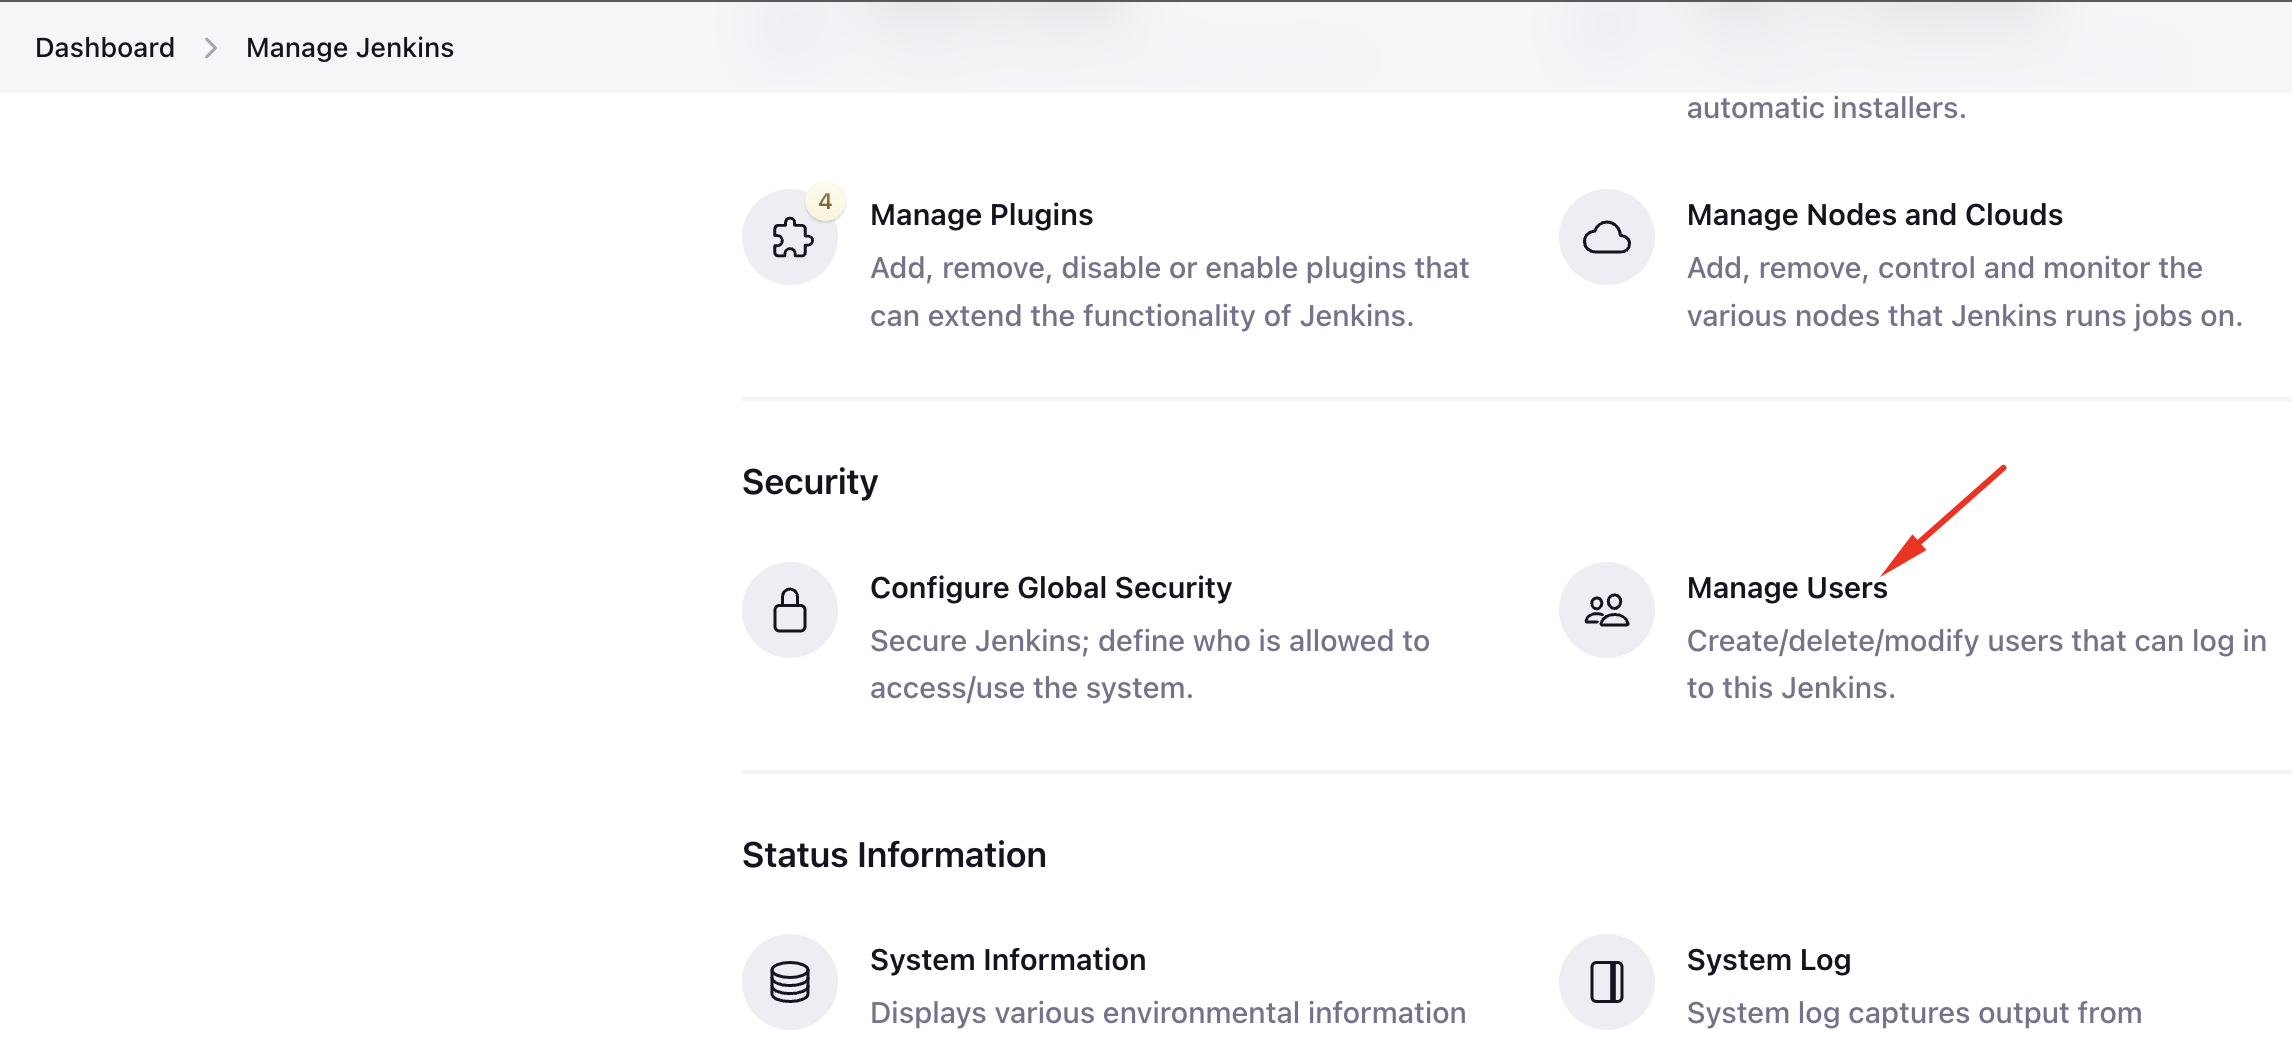 Dashboard
Manage Jenkins
automatic installers.
4
Manage Plugins
Add, remove, disable or enable plugins that
can extend the functionality of Jenkins.
Manage Nodes and Clouds
Add, remove, control and monitor the
various nodes that Jenkins runs jobs on.
Security
Configure Global Security
Secure Jenkins; define who is allowed to
access/use the system.
Manage Users
Create/delete/modify users that can log in
to this Jenkins.
Status Information
System Information
Displays various environmental information
System Log
System log captures output from